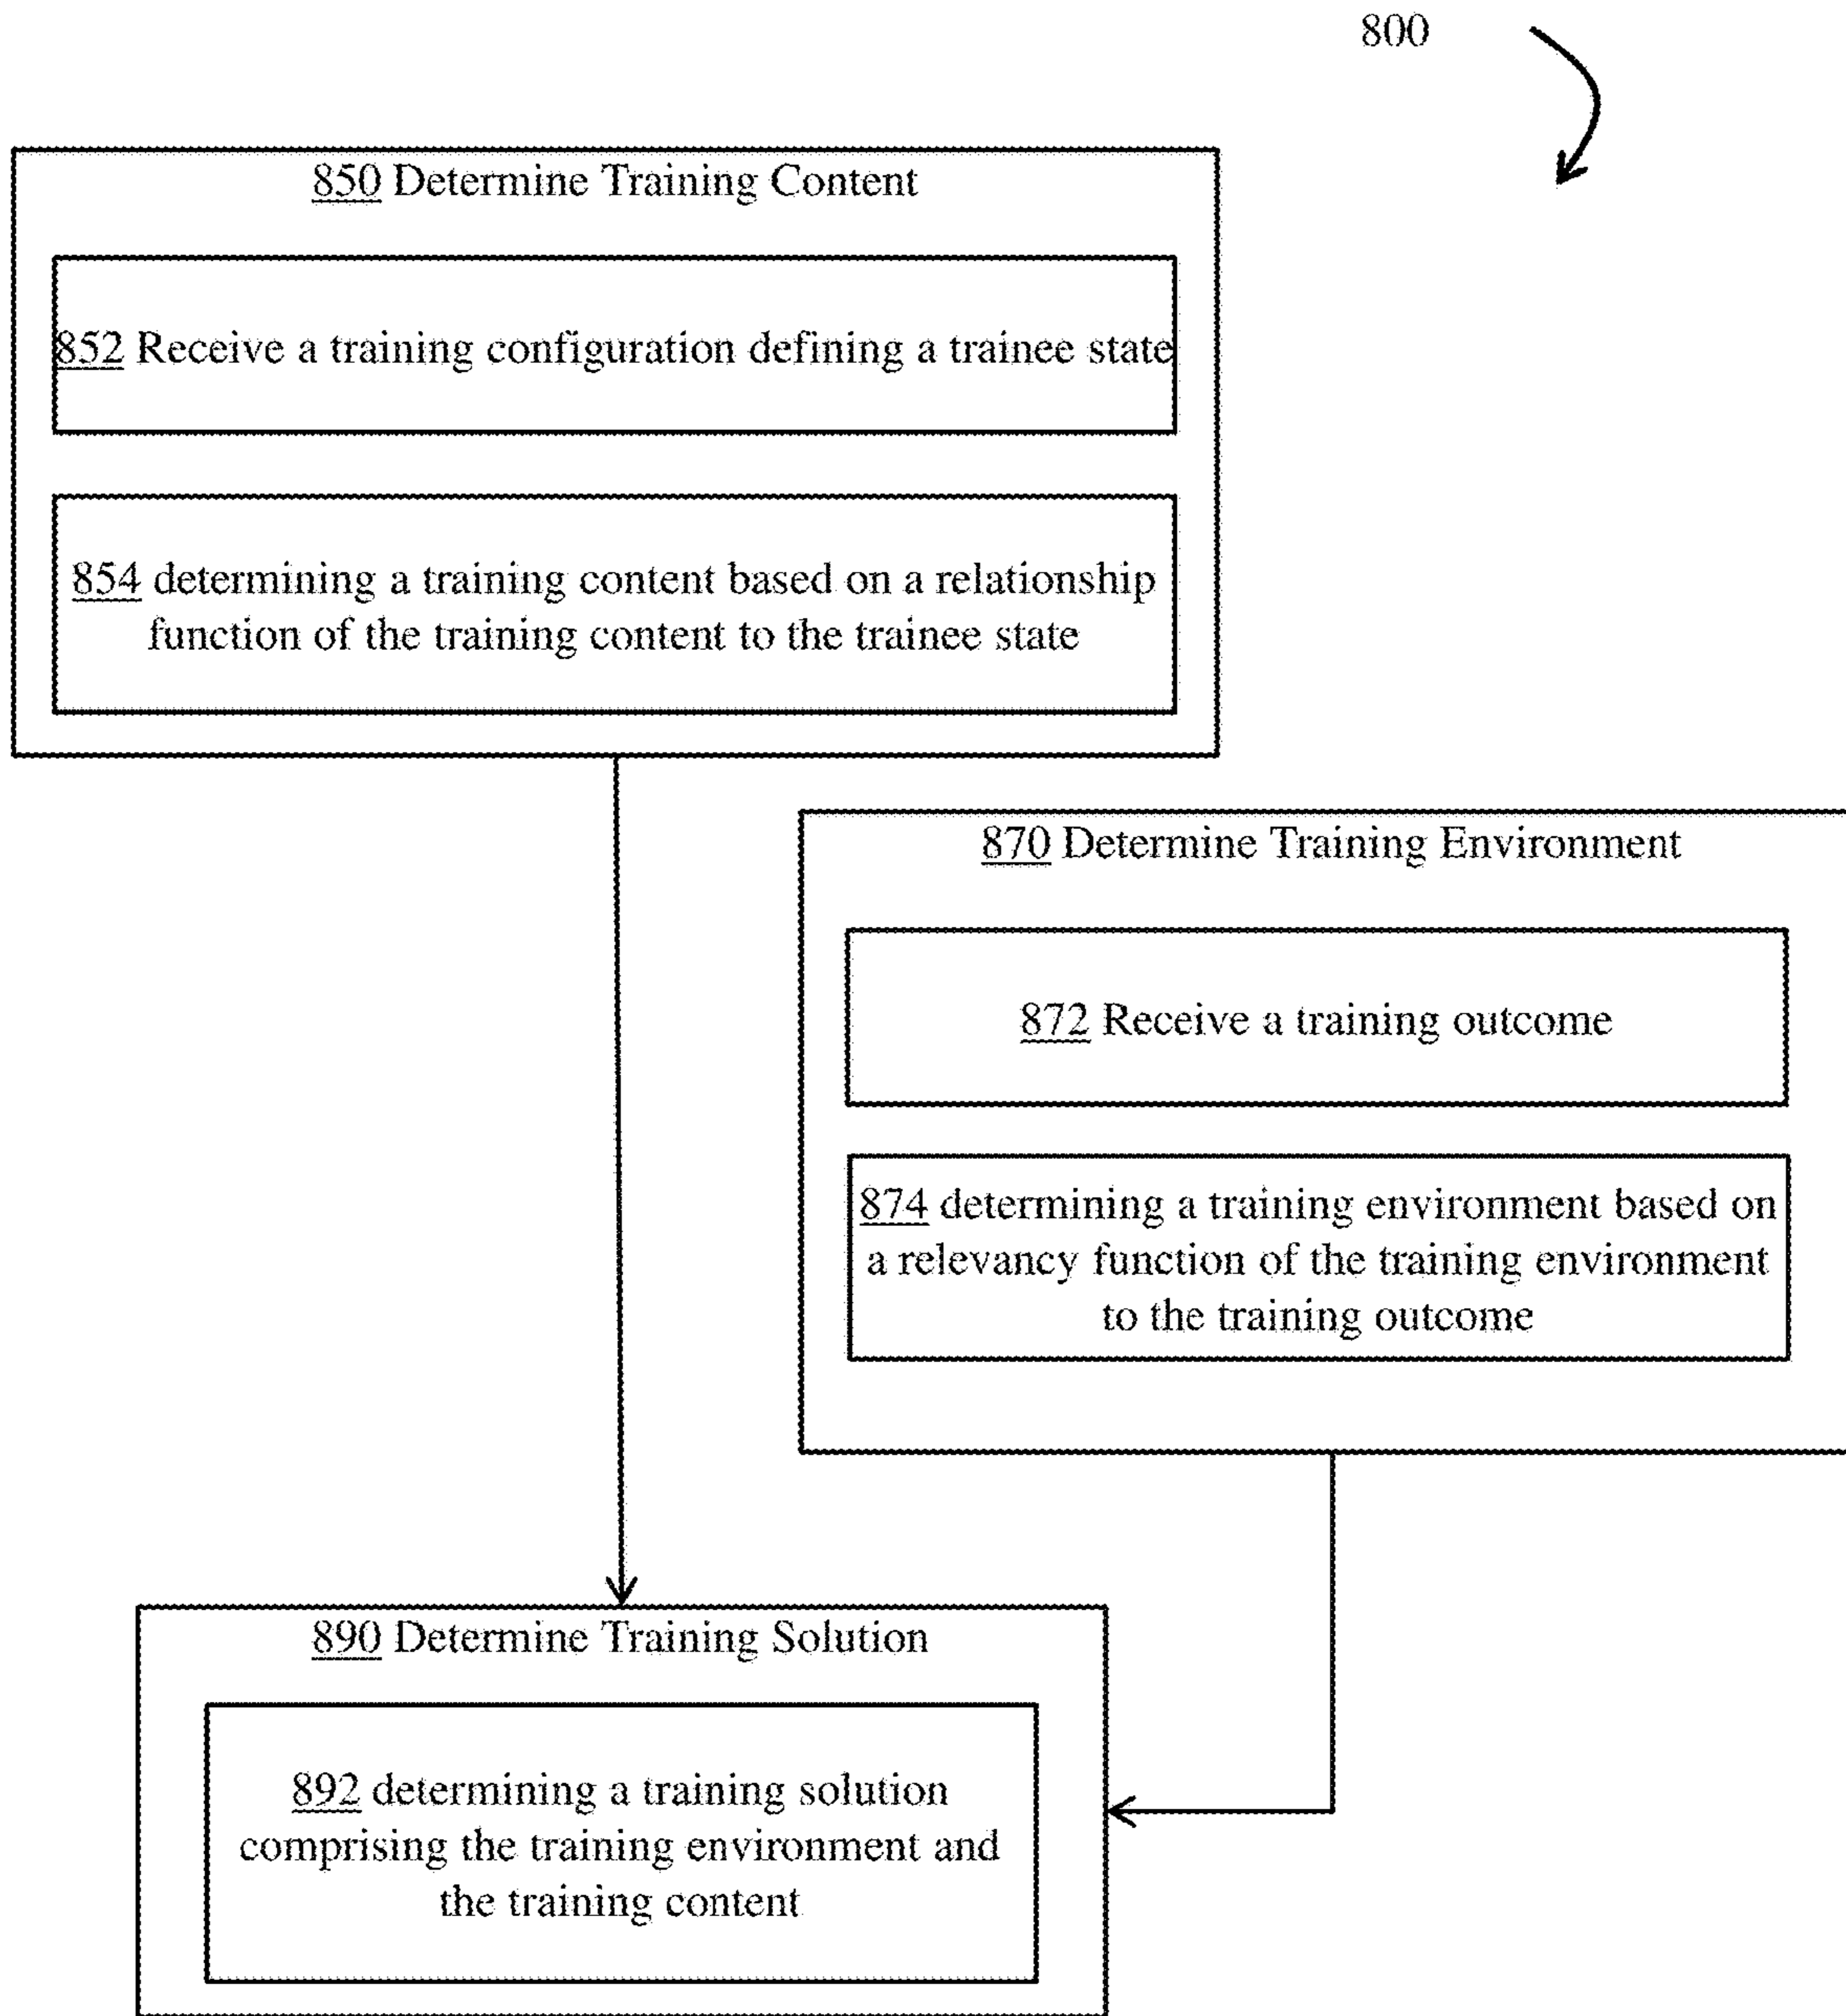 800
850 Determine Training Content
852 Receive a training configuration defining a trainee state
854 determining a training content based on a relationship
function of the training content to the trainee state
870 Determine Training Environment
872 Receive a training outcome
874 determining a training environment based on
a relevancy function of the training environment
to the training outcome
890 Determine Training Solution
892 determining a training solution
comprising the training environment and
the training content